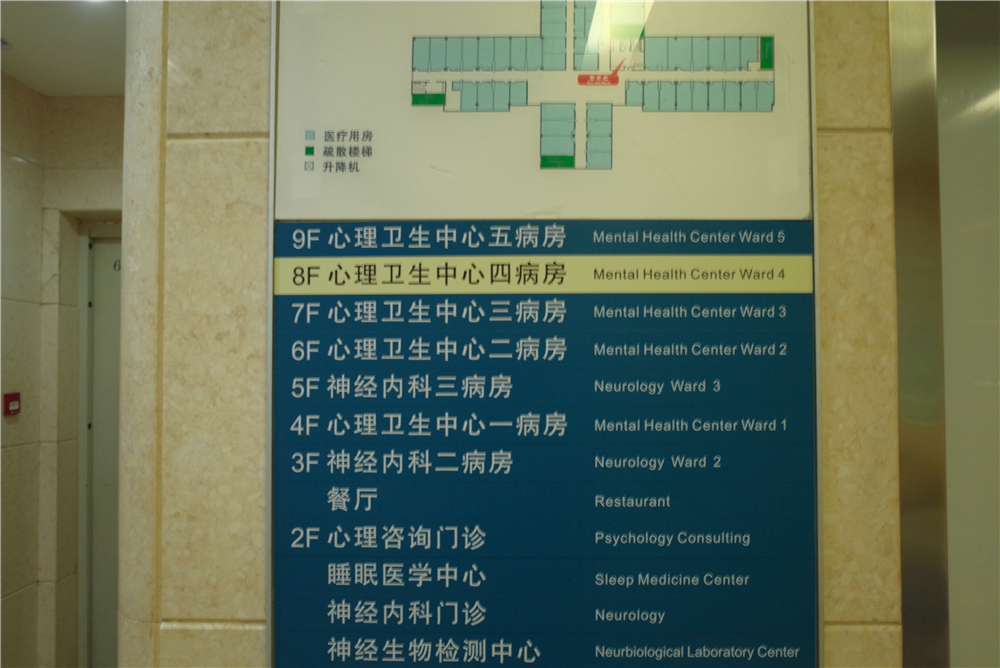 医疗用房
疏散楼梯
升降机
9F 心理卫生中心五病房 Mental Health Center Ward 5
8F 心理卫生中心四病房 Mental Health Center Ward 4
7F 心理卫生中心三病房 Mental Health Center Ward 3
6F 心理卫生中心二病房 Mental Health Center Ward 2
5F 神经内科三病房 Neurology Ward 3
4F 心理卫生中心一病房 Mental Health Center Ward 1
3F 神经内科二病房 Neurology Ward 2
餐厅 Restaurant
2F 心理咨询门诊 Psychology Consulting
睡眠医学中心 Sleep Medicine Center
神经内科门诊 Neurology
神经生物检测中心 Neurbiological Laboratory Center
6